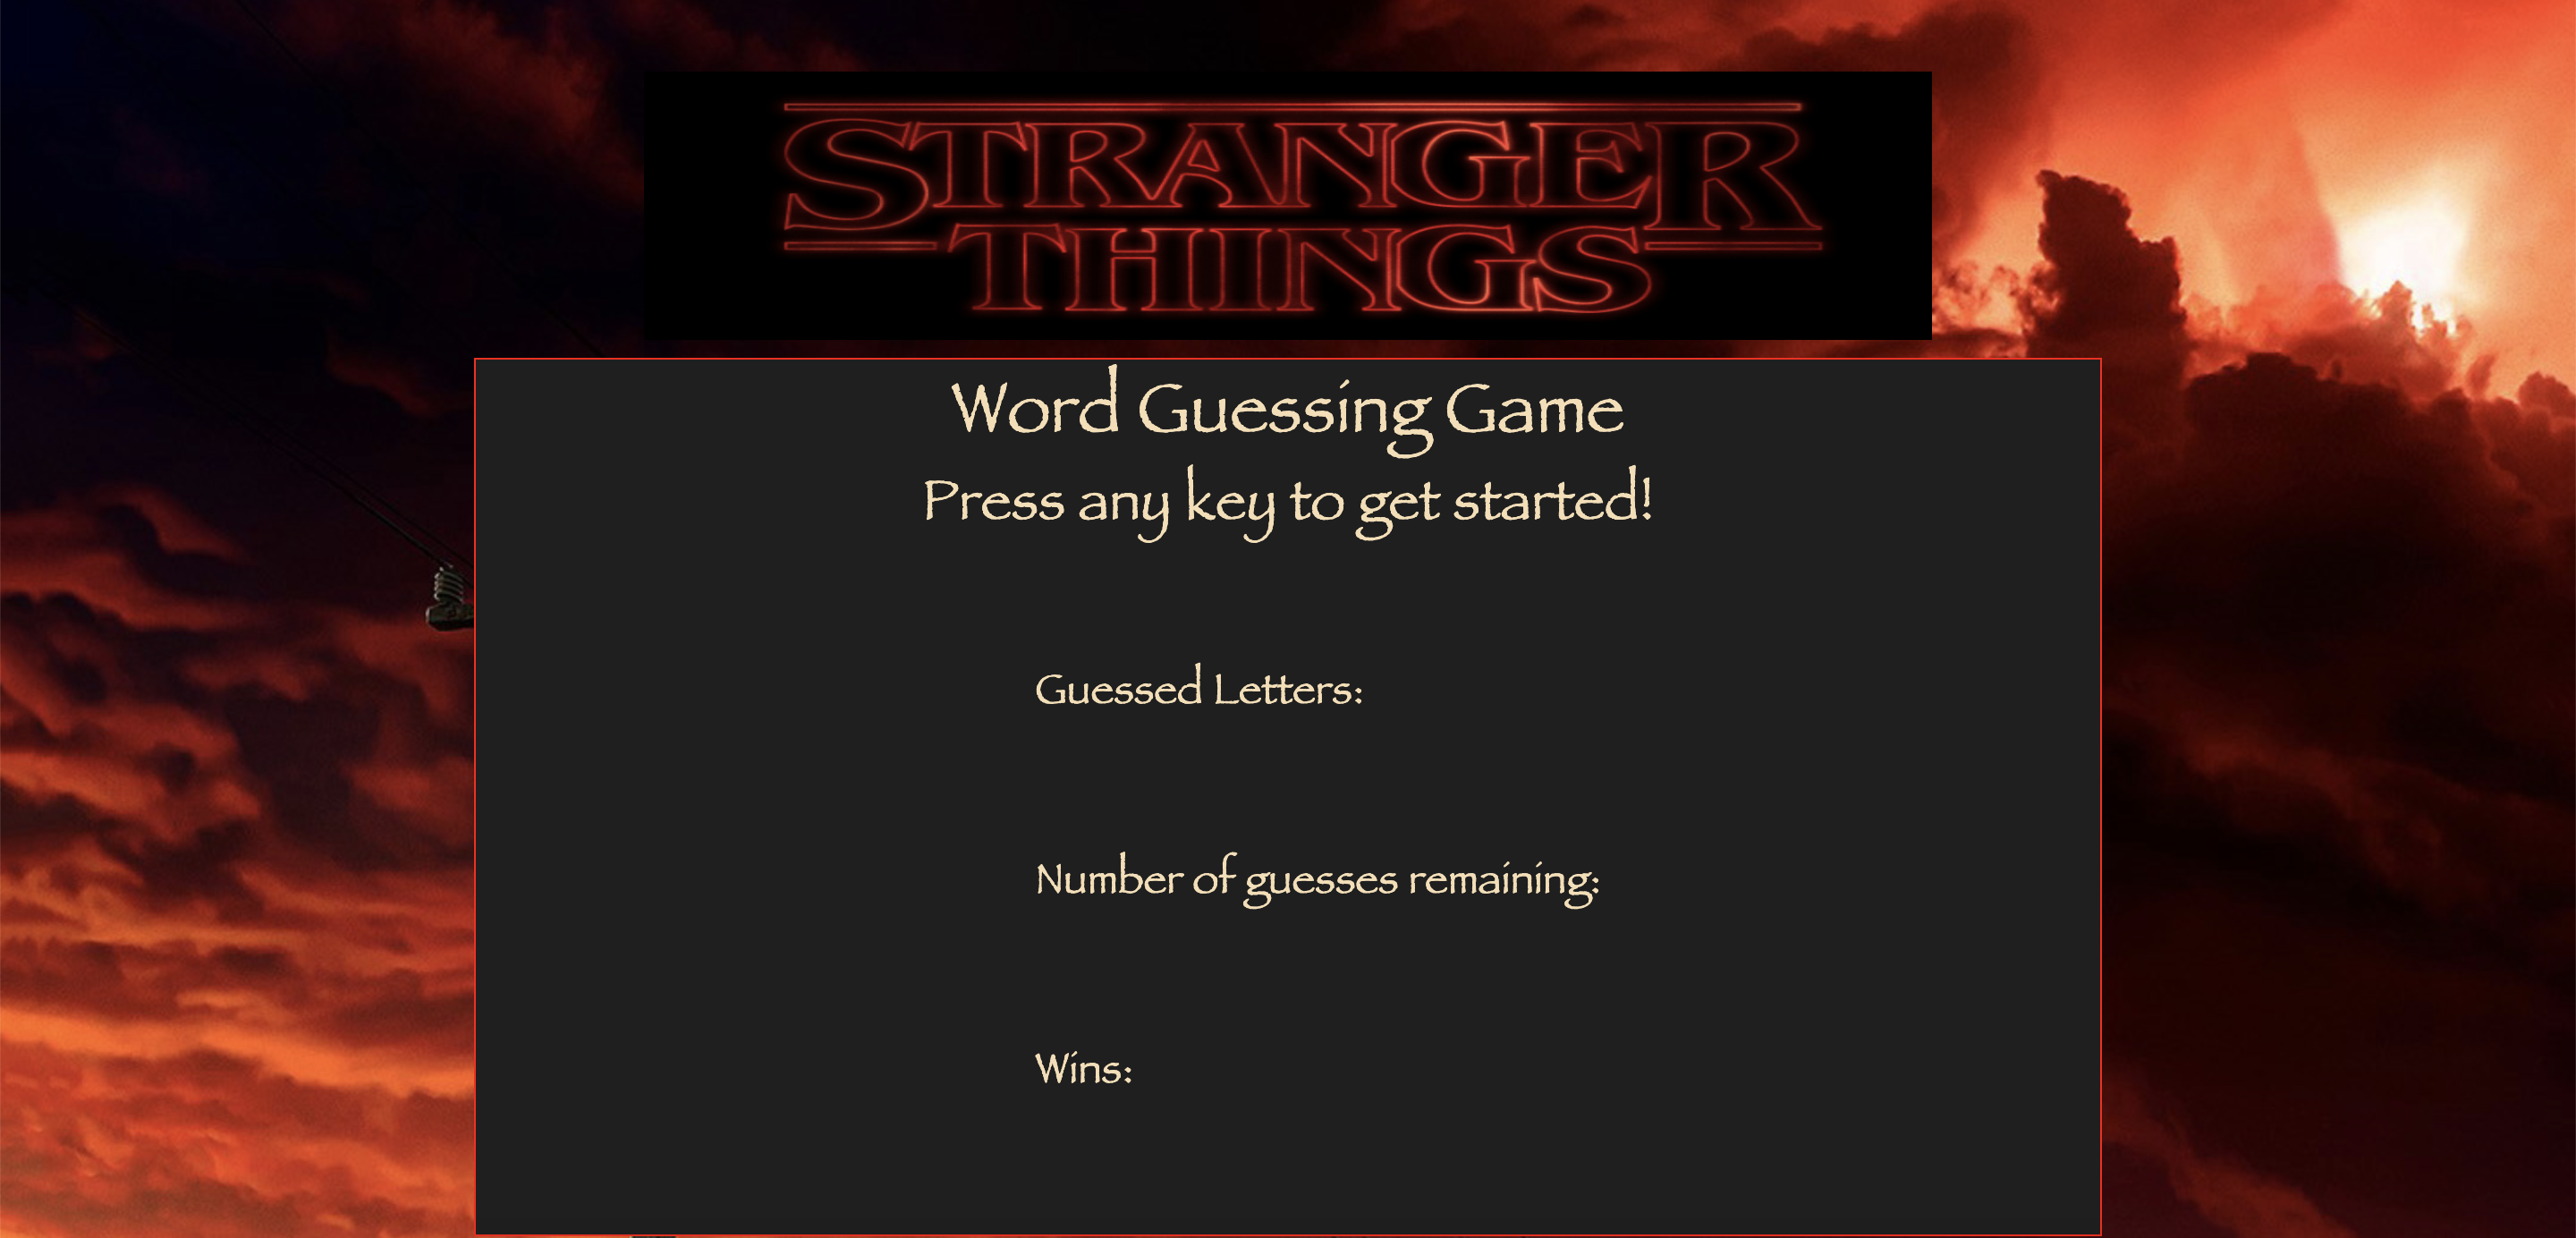 STRANGER
THINGS
Word Guessing Game
Press any key to get started!
Guessed Letters:
Number of guesses remaining:
Wins: